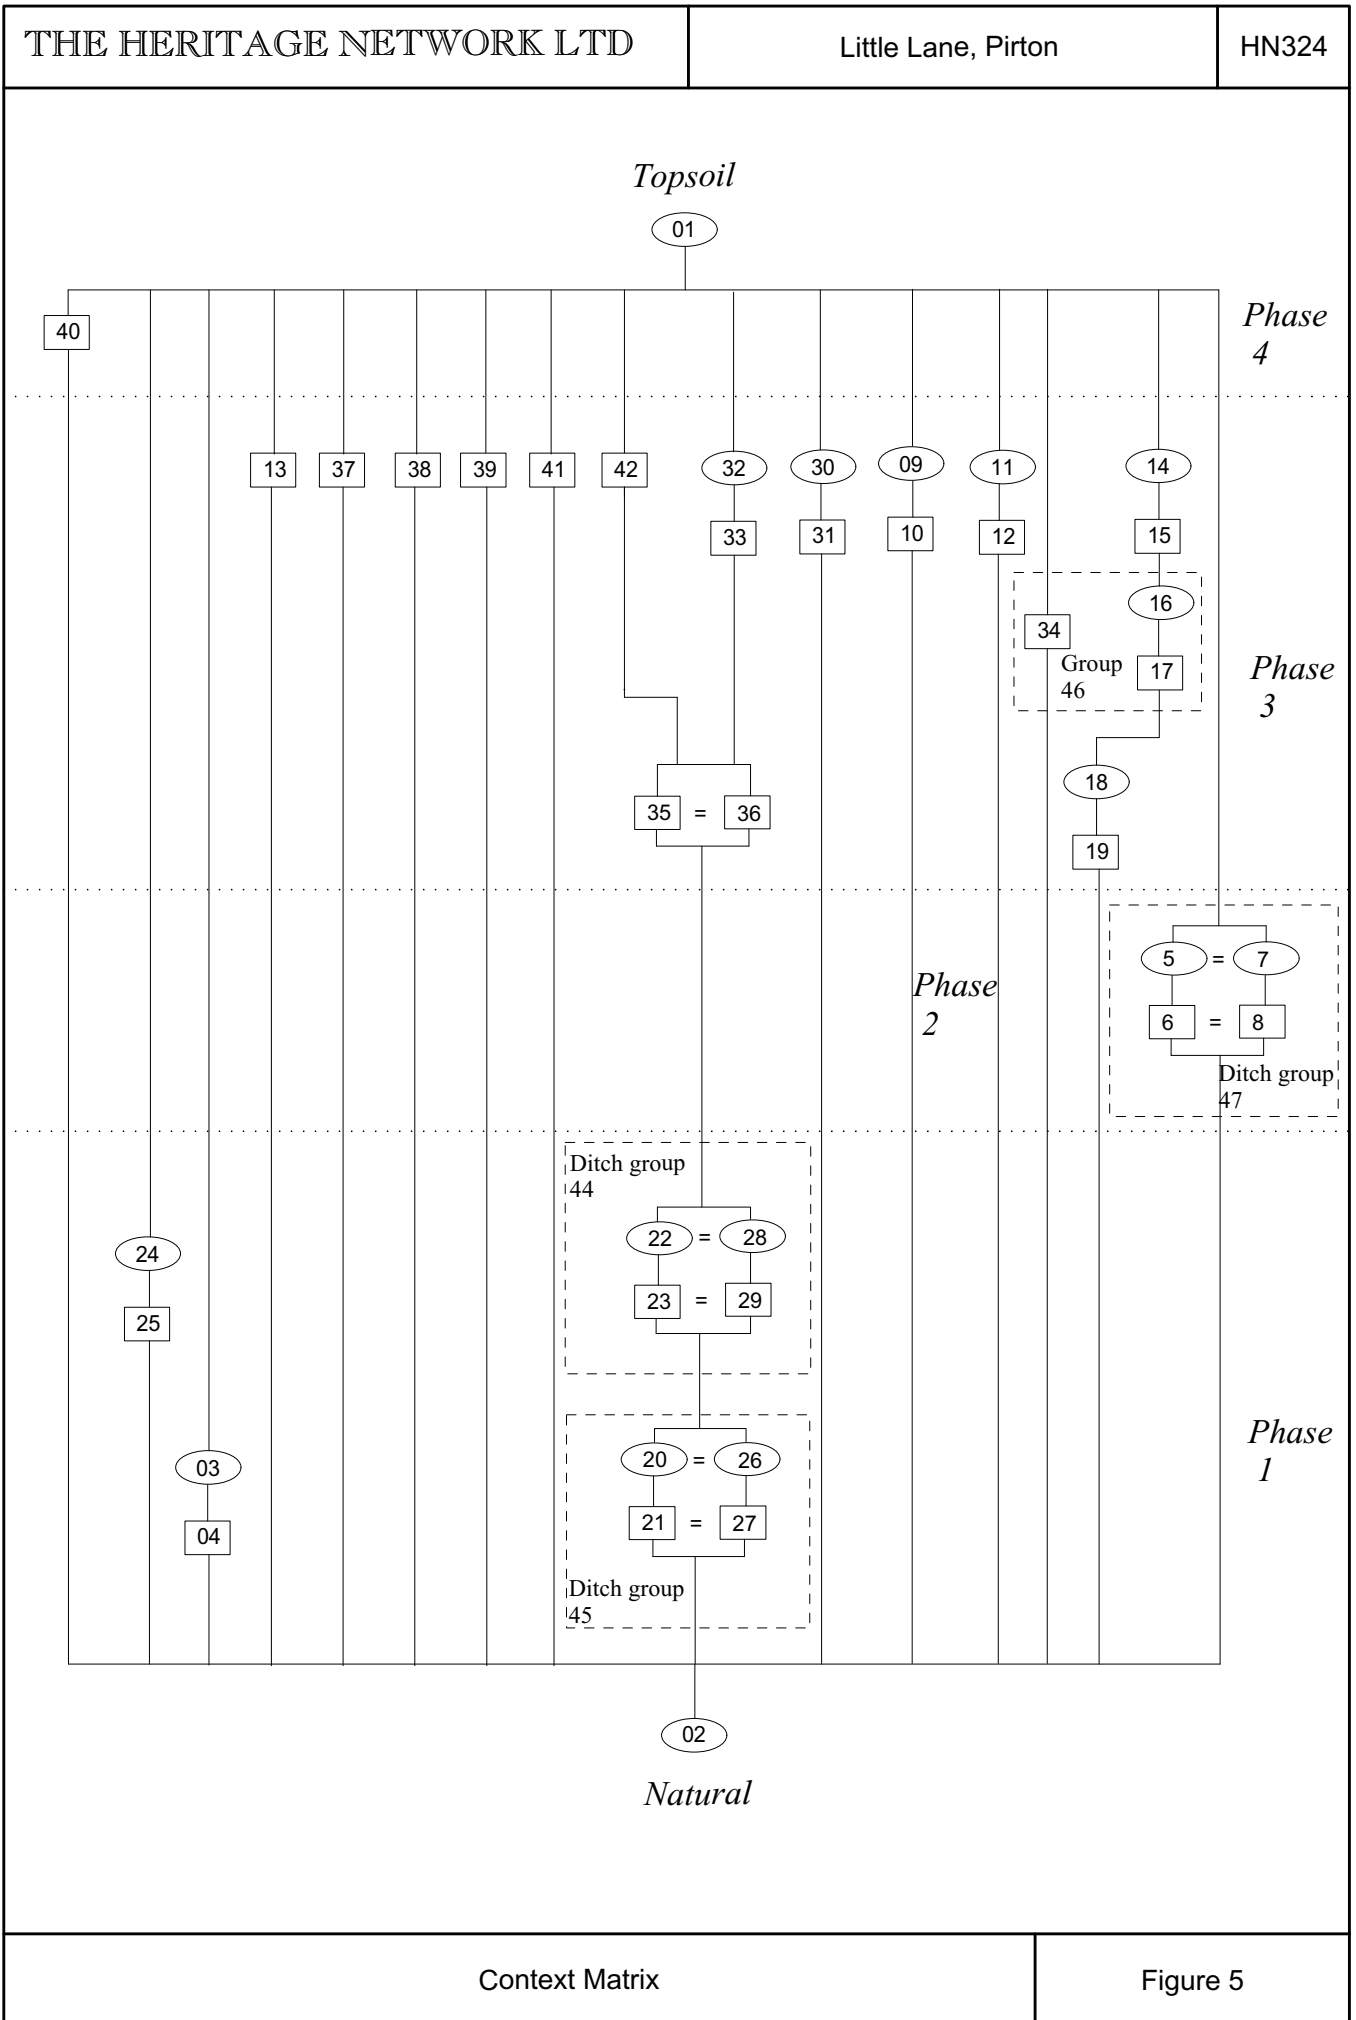 THE HERITAGE NETWORK LTD
Little Lane, Pirton
HN324
Topsoil
01
40
Phase
4
13 37 38 39 41 42 32 30 09 11 14
33 31 10 12 15
16
34
17
Group
46
Phase
3
18
35 = 36
19
5 = 7
Phase
2
6 = 8
Ditch group
47
Ditch group
44
22 = 28
24
23 = 29
25
Phase
1
20 = 26
03
21 = 27
04
Ditch group
45
02
Natural
Context Matrix
Figure 5